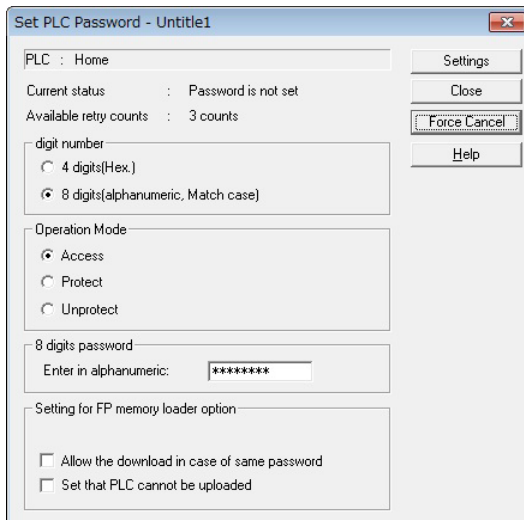 Set PLC Password - Untitle1
PLC : Home
Settings
Current status : Password is not set
Close
Available retry counts : 3 counts
Force Cancel
digit number
Help
4 digits(Hex.)
8 digits(alphanumeric, Match case)
Operation Mode
Access
Protect
Unprotect
8 digits password
Enter in alphanumeric: ********
Setting for FP memory loader option
Allow the download in case of same password
Set that PLC cannot be uploaded